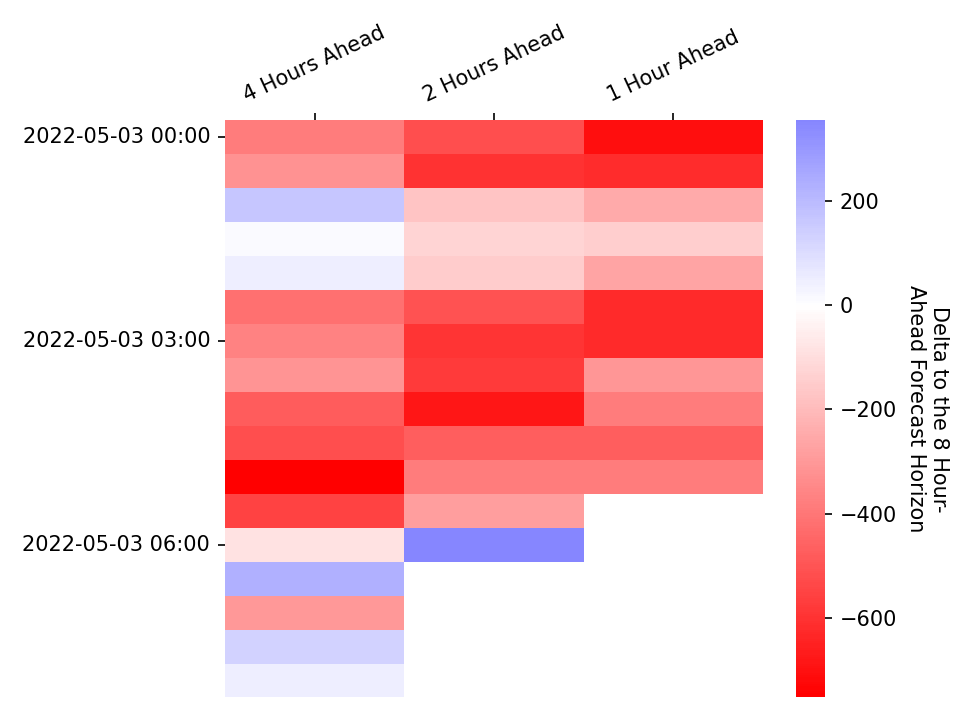 4 Hours Ahead
2 Hours Ahead
1 Hour Ahead
2022-05-03 00:00
2022-05-03 03:00
2022-05-03 06:00
200
0
−200
−400
−600
Delta to the 8 Hour-
Ahead Forecast Horizon